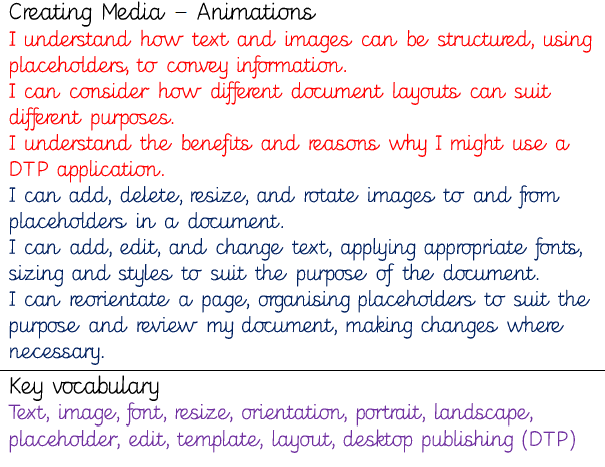 Creating Media – Animations
I understand how text and images can be structured, using
placeholders, to convey information.
I can consider how different document layouts can suit
different purposes.
I understand the benefits and reasons why I might use a
DTP application.
I can add, delete, resize, and rotate images to and from
placeholders in a document.
I can add, edit, and change text, applying appropriate fonts,
sizing and styles to suit the purpose of the document.
I can reorientate a page, organising placeholders to suit the
purpose and review my document, making changes where
necessary.
Key vocabulary
Text, image, font, resize, orientation, portrait, landscape,
placeholder, edit, template, layout, desktop publishing (DTP)